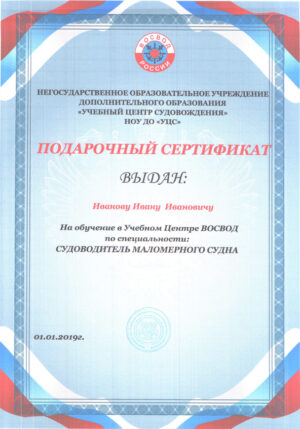 ВОСВОД
РОССИИ
НЕГОСУДАРСТВЕННОЕ ОБРАЗОВАТЕЛЬНОЕ УЧРЕЖДЕНИЕ
ДОПОЛНИТЕЛЬНОГО ОБРАЗОВАНИЯ
«УЧЕБНЫЙ ЦЕНТР СУДОВОЖДЕНИЯ»
НОУ ДО «УЦС»
ПОДАРОЧНЫЙ СЕРТИФИКАТ
ВЫДАН:
Иванову Ивану Ивановичу
На обучение в Учебном Центре ВОСВОД
по специальности:
СУДОВОДИТЕЛЬ МАЛОМЕРНОГО СУДНА
01.01.2019г.